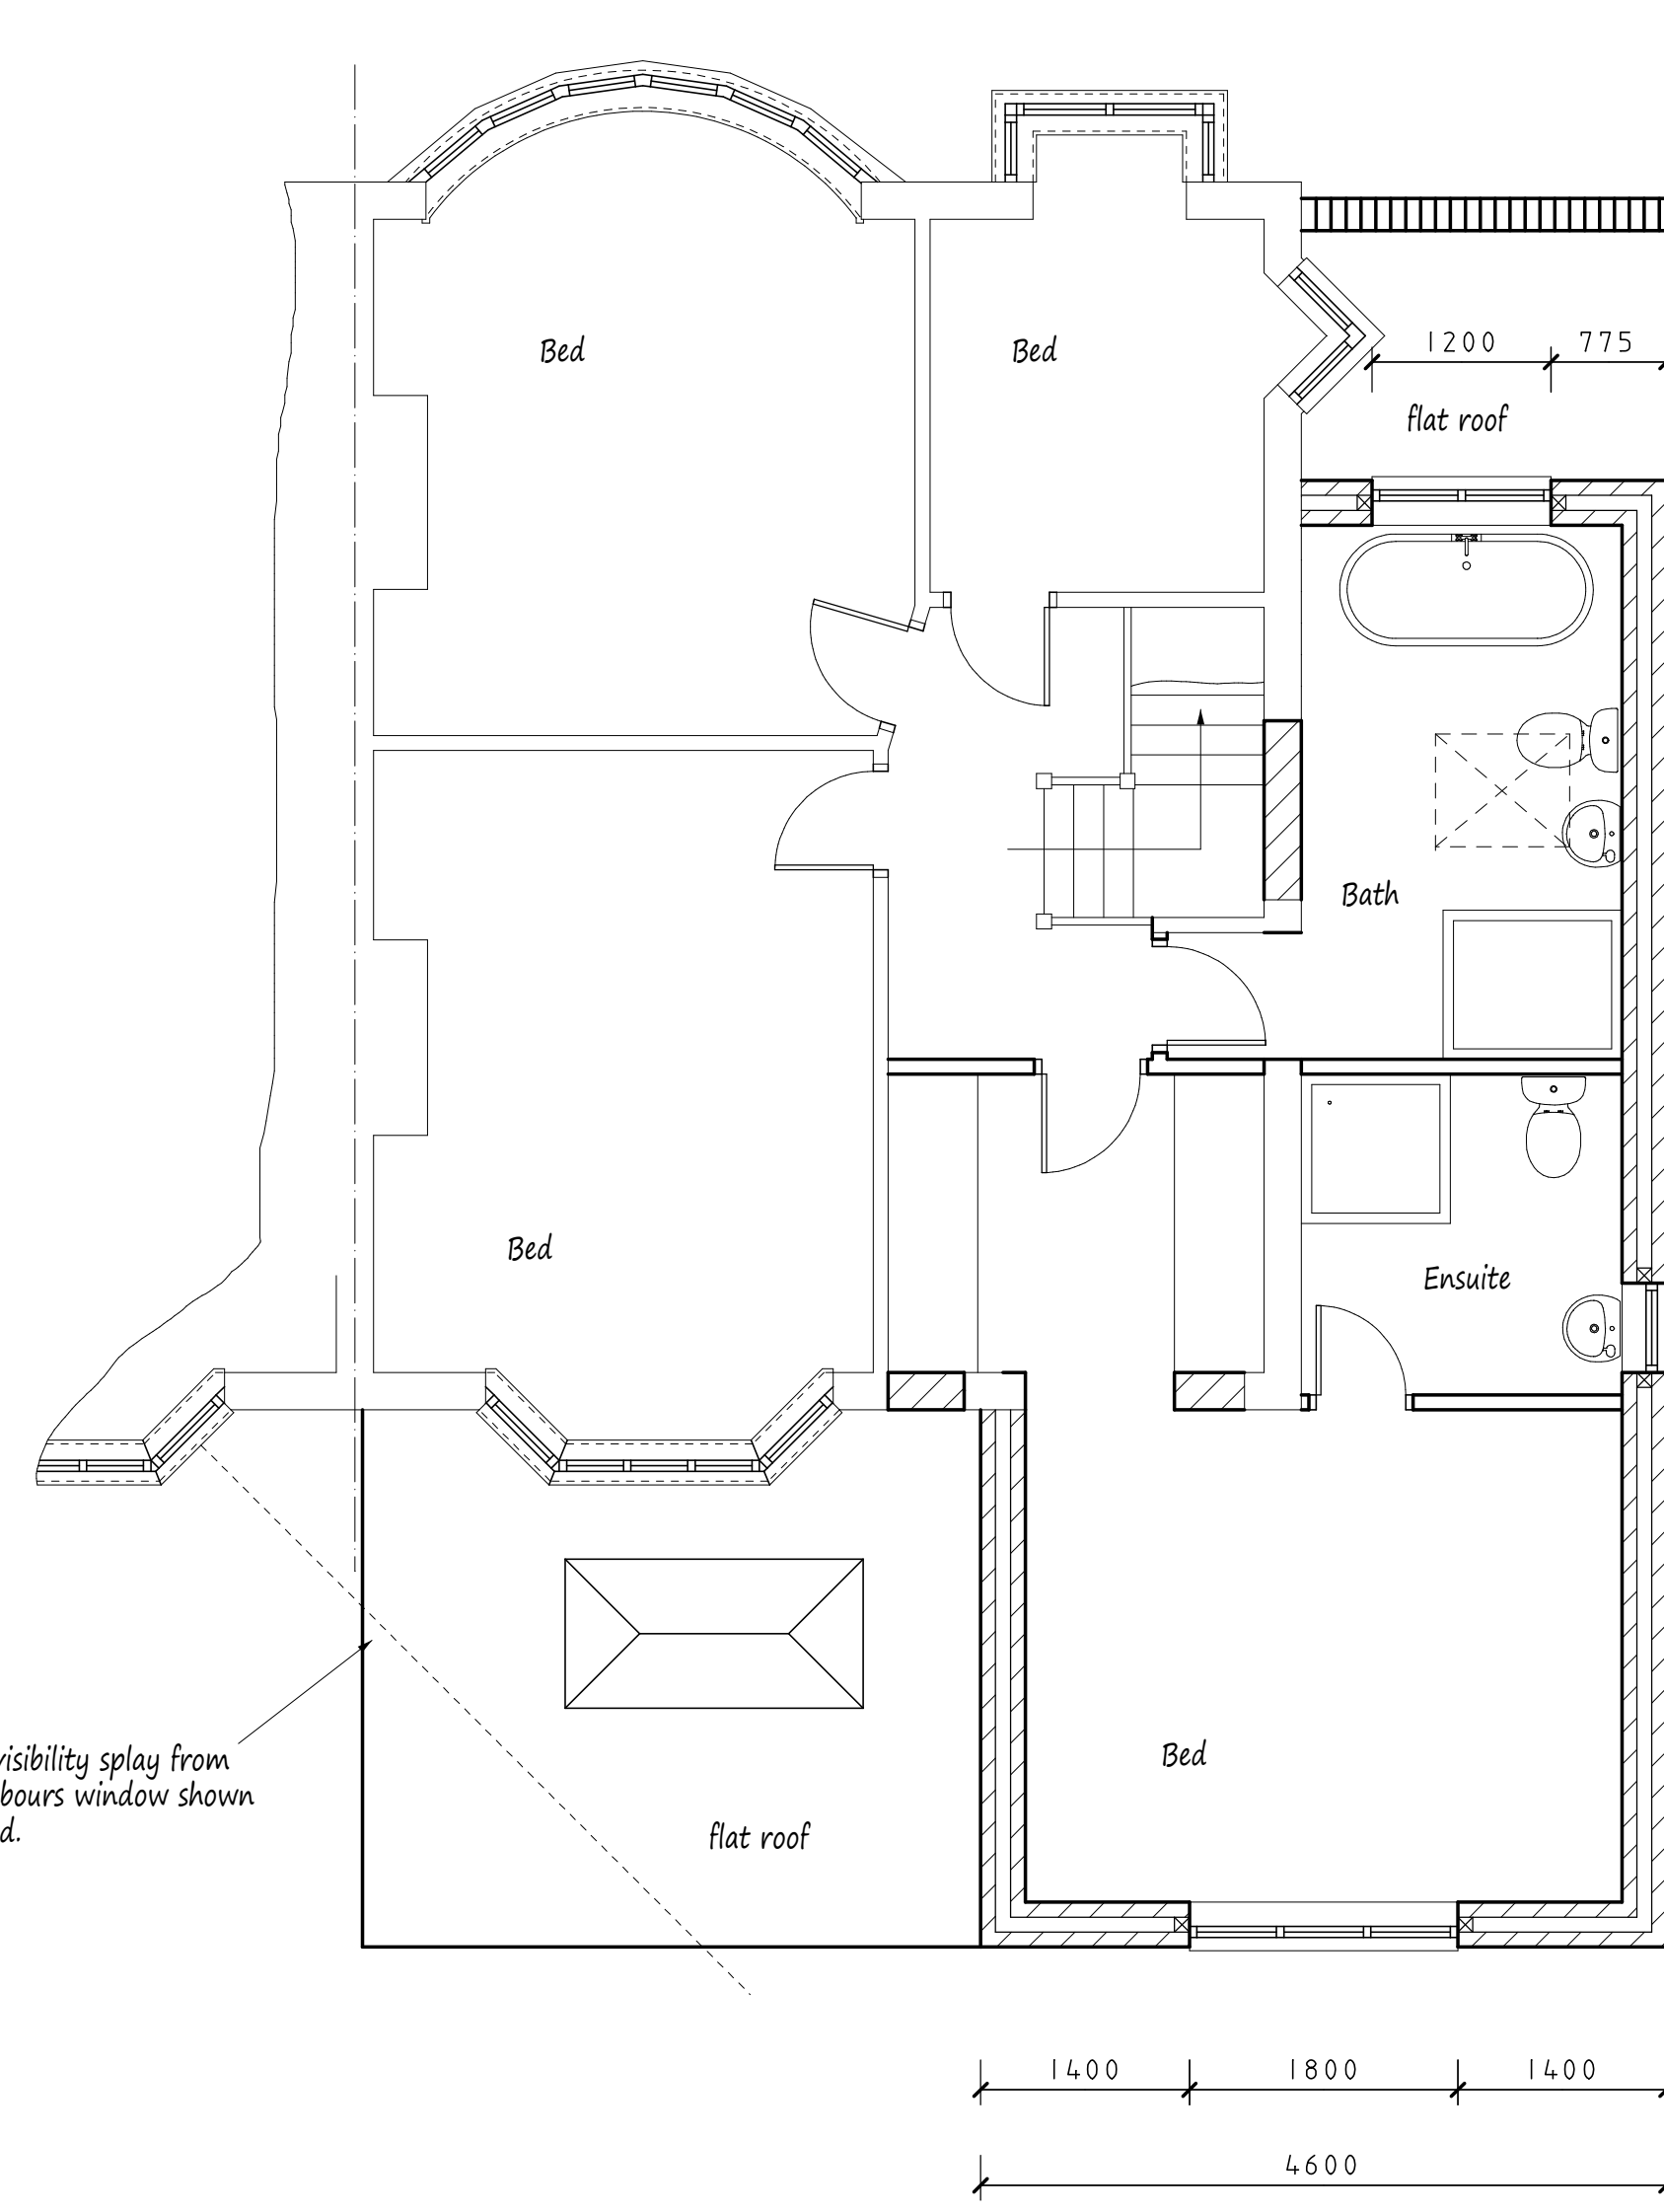 Bed
Bed
1200 775
flat roof
Bath
Bed
Ensuite
Bed
visibility splay from
bours window shown
d.
flat roof
1400 1800 1400
4600